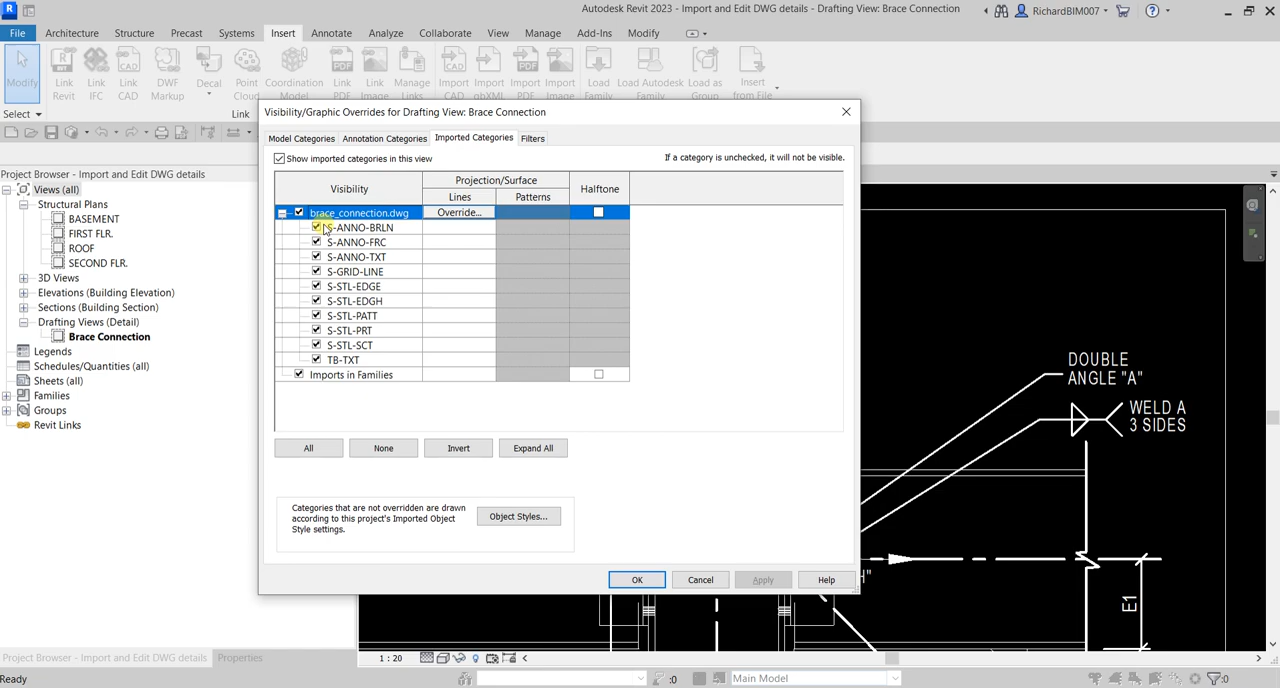 Autodesk Revit 2023 - Import and Edit DWG details - Drafting View: Brace Connection
RichardBIM007
File Architecture Structure Precast Systems Insert Annotate Analyze Collaborate View Manage Add-Ins Modify
Modify
Link Revit
Link IFC
Link CAD
DWF Markup
Decal
Point Cloud
Coordination Model
Link PDF
Link Image
Manage Links
Import CAD
Import gbXML
Import PDF
Import Image
Load Family
Load Autodesk Family
Load as Group
Insert from File
Select
Link
Visibility/Graphic Overrides for Drafting View: Brace Connection
Model Categories Annotation Categories Imported Categories Filters
Show imported categories in this view
If a category is unchecked, it will not be visible.
Visibility
Projection/Surface
Lines Patterns
Halftone
brace_connection.dwg Override...
S-ANNO-BRLN
S-ANNO-FRC
S-ANNO-TXT
S-GRID-LINE
S-STL-EDGE
S-STL-EDGH
S-STL-PATT
S-STL-PRT
S-STL-SCT
TB-TXT
Imports in Families
All None Invert Expand All
Categories that are not overridden are drawn
according to this project's Imported Object
Style settings.
Object Styles...
OK Cancel Apply Help
Project Browser - Import and Edit DWG details
Views (all)
Structural Plans
BASEMENT
FIRST FLR.
ROOF
SECOND FLR.
3D Views
Elevations (Building Elevation)
Sections (Building Section)
Drafting Views (Detail)
Brace Connection
Legends
Schedules/Quantities (all)
Sheets (all)
Families
Groups
Revit Links
DOUBLE
ANGLE "A"
WELD A
3 SIDES
E1
Project Browser - Import and Edit DWG details Properties
1 : 20
Ready
:0
Main Model
:0